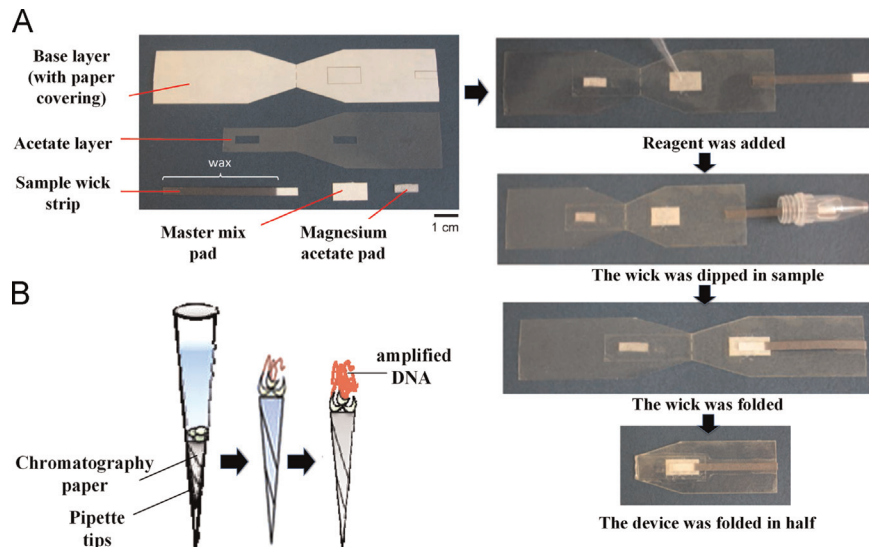 A
Base layer
(with paper
covering)
Acetate layer
wax
Sample wick
strip
Master mix
pad
Magnesium
acetate pad
1 cm
Reagent was added
The wick was dipped in sample
The wick was folded
The device was folded in half
B
amplified
DNA
Chromatography
paper
Pipette
tips